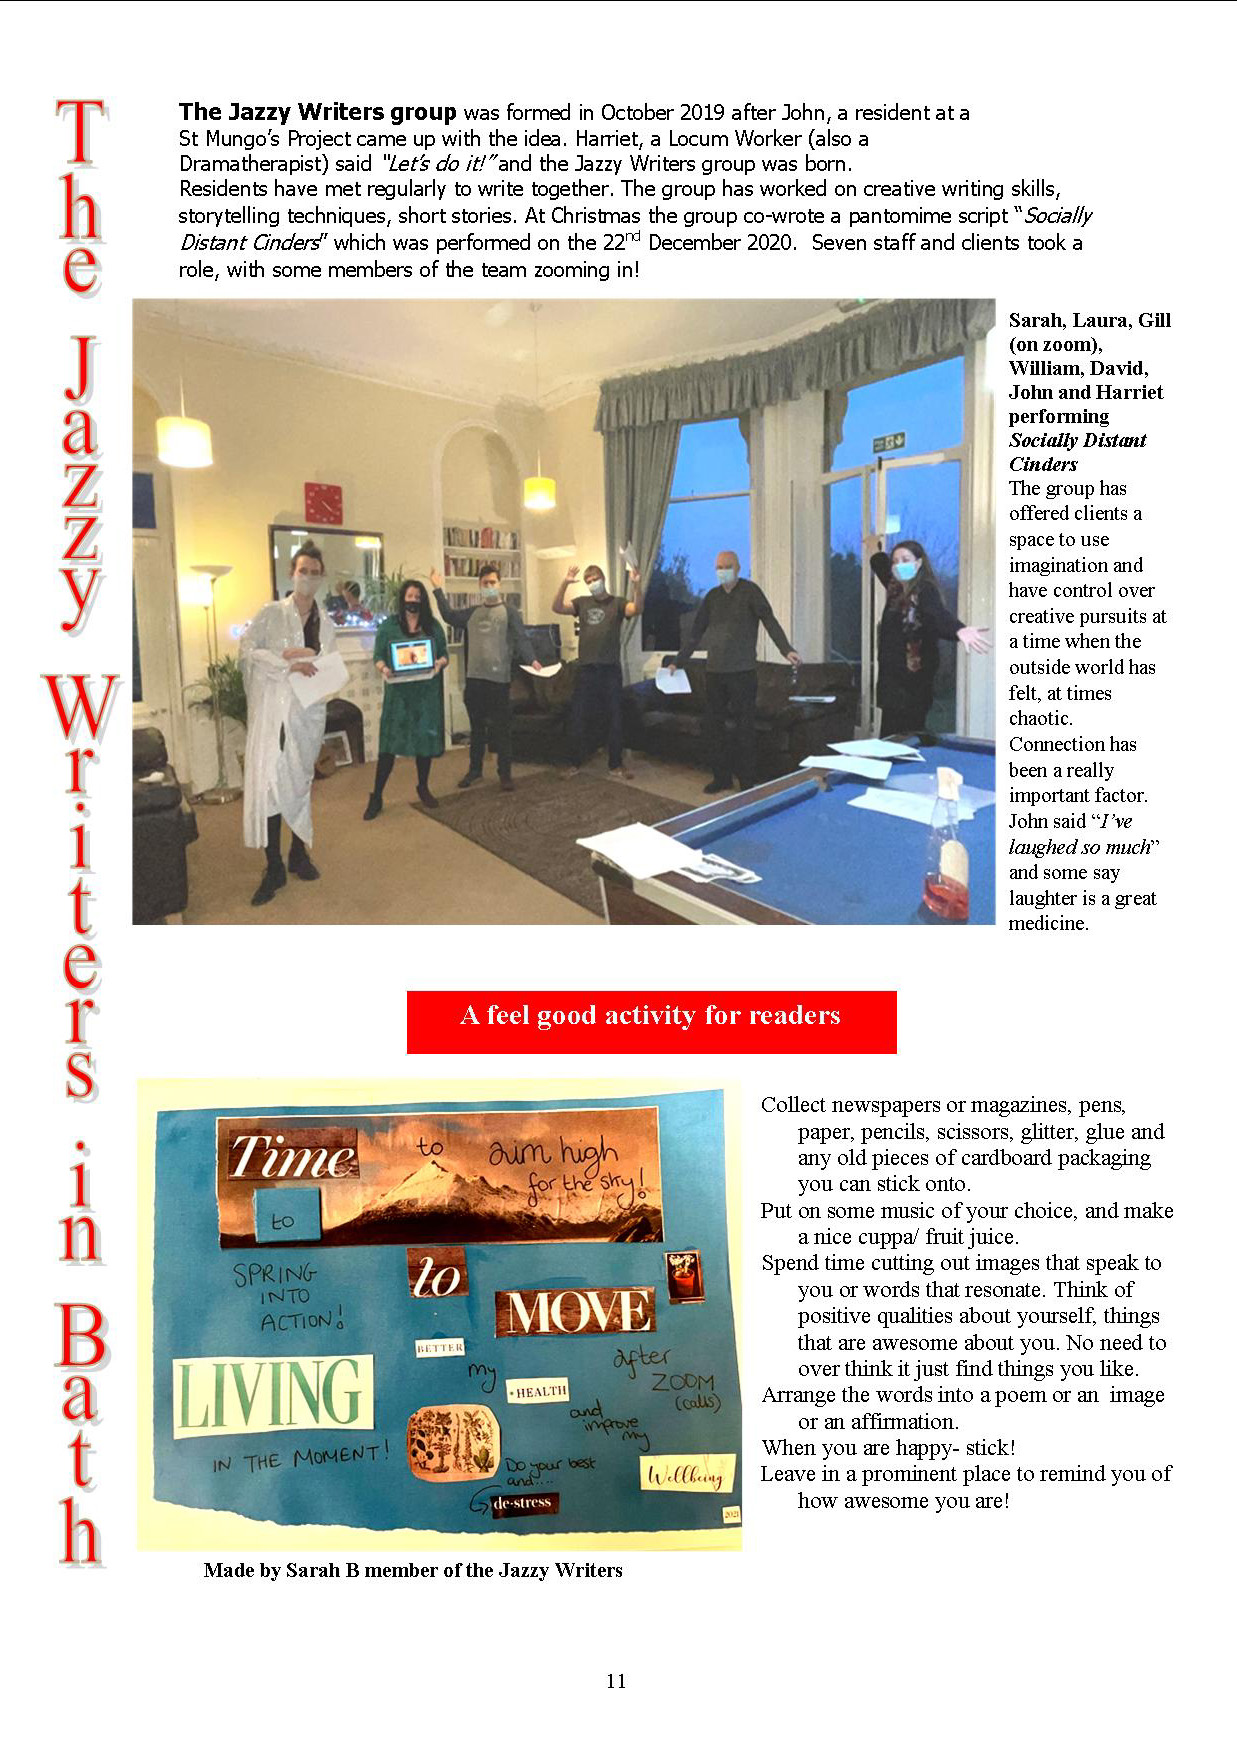 The Jazzy Writers in Bath
The Jazzy Writers group was formed in October 2019 after John, a resident at a
St Mungo’s Project came up with the idea. Harriet, a Locum Worker (also a
Dramatherapist) said “Let’s do it!” and the Jazzy Writers group was born.
Residents have met regularly to write together. The group has worked on creative writing skills,
storytelling techniques, short stories. At Christmas the group co-wrote a pantomime script “Socially
Distant Cinders” which was performed on the 22nd December 2020.  Seven staff and clients took a
role, with some members of the team zooming in!
Sarah, Laura, Gill
(on zoom),
William, David,
John and Harriet
performing
Socially Distant
Cinders
The group has
offered clients a
space to use
imagination and
have control over
creative pursuits at
a time when the
outside world has
felt, at times
chaotic.
Connection has
been a really
important factor.
John said “I’ve
laughed so much”
and some say
laughter is a great
medicine.
A feel good activity for readers
Time to aim high
for the sky!
to
SPRING
INTO
ACTION!
to
MOVE
BETTER
my
+HEALTH
after
ZOOM
(calls)
and
improve
my
LIVING
IN THE MOMENT!
Do your best
and....
de-stress
Wellbeing
2021
Collect newspapers or magazines, pens,
paper, pencils, scissors, glitter, glue and
any old pieces of cardboard packaging
you can stick onto.
Put on some music of your choice, and make
a nice cuppa/ fruit juice.
Spend time cutting out images that speak to
you or words that resonate. Think of
positive qualities about yourself, things
that are awesome about you. No need to
over think it just find things you like.
Arrange the words into a poem or an  image
or an affirmation.
When you are happy- stick!
Leave in a prominent place to remind you of
how awesome you are!
Made by Sarah B member of the Jazzy Writers
11